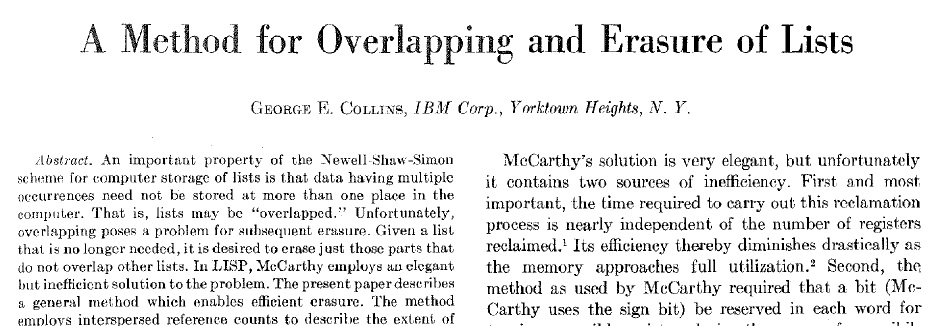 A Method for Overlapping and Erasure of Lists
GEORGE E. COLLINS, IBM Corp., Yorktown Heights, N. Y.
Abstract. An important property of the Newell-Shaw-Simon
scheme for computer storage of lists is that data having multiple
occurrences need not be stored at more than one place in the
computer. That is, lists may be "overlapped." Unfortunately,
overlapping poses a problem for subsequent erasure. Given a list
that is no longer needed, it is desired to erase just those parts that
do not overlap other lists. In LISP, McCarthy employs an elegant
but inefficient solution to the problem. The present paper describes
a general method which enables efficient erasure. The method
employs interspersed reference counts to describe the extent of
McCarthy's solution is very elegant, but unfortunately
it contains two sources of inefficiency. First and most
important, the time required to carry out this reclamation
process is nearly independent of the number of registers
reclaimed.¹ Its efficiency thereby diminishes drastically as
the memory approaches full utilization.² Second, the
method as used by McCarthy required that a bit (Mc-
Carthy uses the sign bit) be reserved in each word for